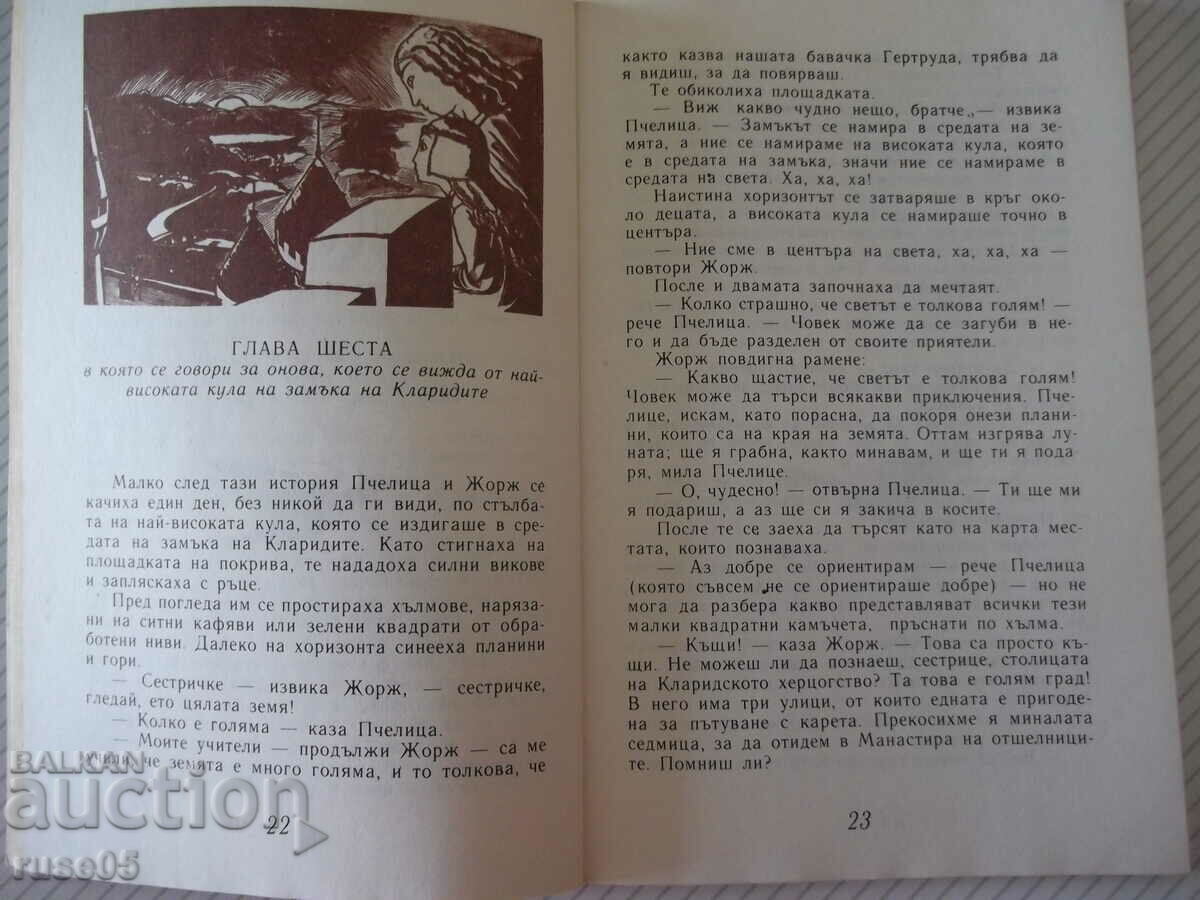 ГЛАВА ШЕСТА
в която се говори за онова, което се вижда от най-
високата кула на замъка на Кларидите
Малко след тази история Пчелица и Жорж се
качиха един ден, без никой да ги види, по стълба-
та на най-високата кула, която се издигаше в сре-
дата на замъка на Кларидите. Като стигнаха на
площадката на покрива, те нададоха силни викове
и запляскаха с ръце.
Пред погледа им се простираха хълмове, наряза-
ни на ситни кафяви или зелени квадрати от обра-
ботени ниви. Далеко на хоризонта синееха планини
и гори.
— Сестричке — извика Жорж, — сестричке,
гледай, ето цялата земя!
— Колко е голяма — каза Пчелица.
— Моите учители — продължи Жорж — са ме
учили, че земята е много голяма, и то толкова, че
22
както казва нашата бавачка Гертруда, трябва да
я видиш, за да повярваш.
Те обиколиха площадката.
— Виж какво чудно нещо, братче,, — извика
Пчелица. — Замъкът се намира в средата на зе-
мята, а ние се намираме на високата кула, която
е в средата на замъка, значи ние се намираме в
средата на света. Ха, ха, ха!
Наистина хоризонтът се затваряше в кръг око-
ло децата, а високата кула се намираше точно в
центъра.
— Ние сме в центъра на света, ха, ха, ха —
повтори Жорж.
После и двамата започнаха да мечтаят.
— Колко страшно, че светът е толкова голям! —
рече Пчелица. — Човек може да се загуби в не-
го и да бъде разделен от своите приятели.
Жорж повдигна рамене:
— Какво щастие, че светът е толкова голям!
Човек може да търси всякакви приключения. Пче-
лице, искам, като порасна, да покоря онези плани-
ни, които са на края на земята. Оттам изгрява лу-
ната; ще я грабна, както минавам, и ще ти я пода-
ря, мила Пчелице.
— О, чудесно! — отвърна Пчелица. — Ти ще ми
я подариш, а аз ще си я закича в косите.
После те се заеха да търсят като на карта мес-
тата, които познаваха.
— Аз добре се ориентирам — рече Пчелица
(която съвсем не се ориентираше добре) — но не
мога да разбера какво представляват всички тези
малки квадратни камъчета, пръснати по хълма.
— Къщи! — каза Жорж. — Това са просто къ-
щи. Не можеш ли да познаеш, сестрице, столицата
на Кларидското херцогство? Та това е голям град!
В него има три улици, от които едната е пригоде-
на за пътуване с карета. Прекосихме я миналата
седмица, за да отидем в Манастира на отшелници-
те. Помниш ли?
23
BALKAN
auction
ruse05